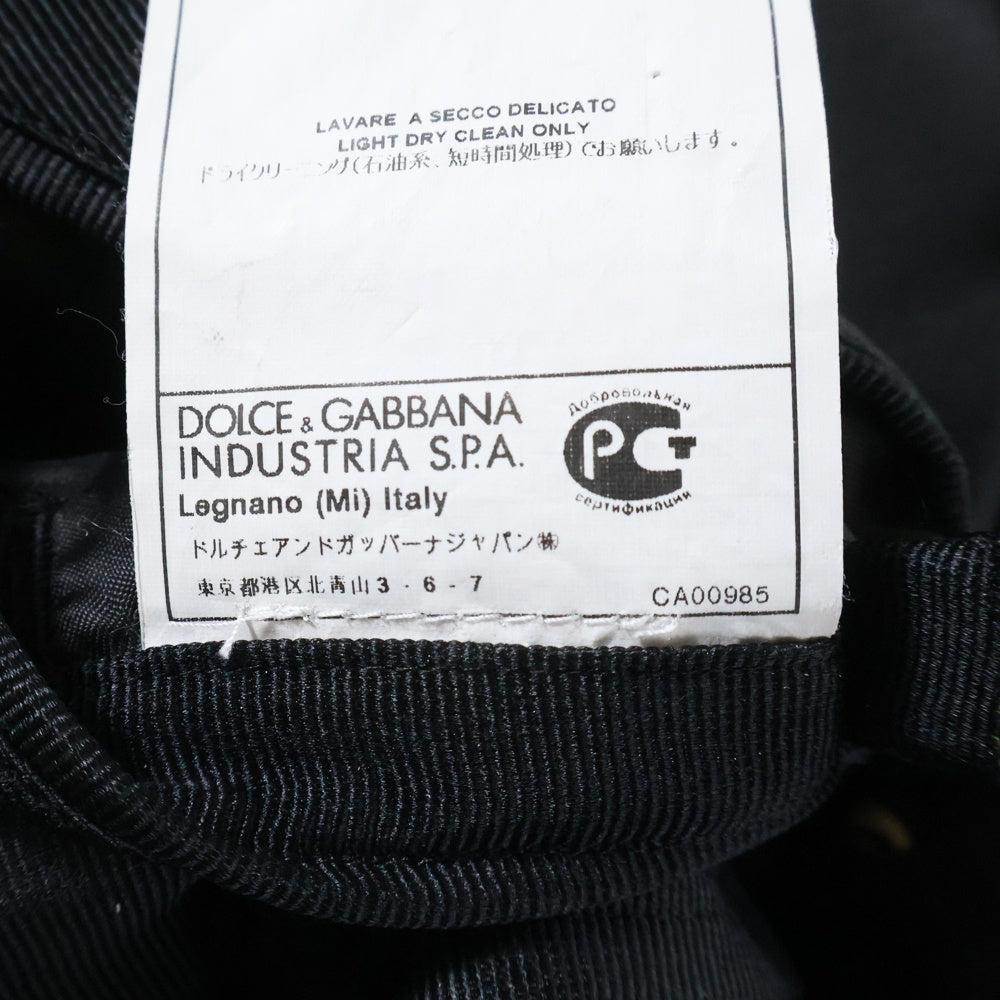 LAVARE A SECCO DELICATO
LIGHT DRY CLEAN ONLY
ドライクリーニング(石油系、短時間処理)でお願いします。
DOLCE & GABBANA
INDUSTRIA S.P.A.
Legnano (Mi) Italy
ドルチェアンドガッバーナジャパン㈱
東京都港区北青山3-6-7
CA00985
Добровольная
РСТ
сертификации